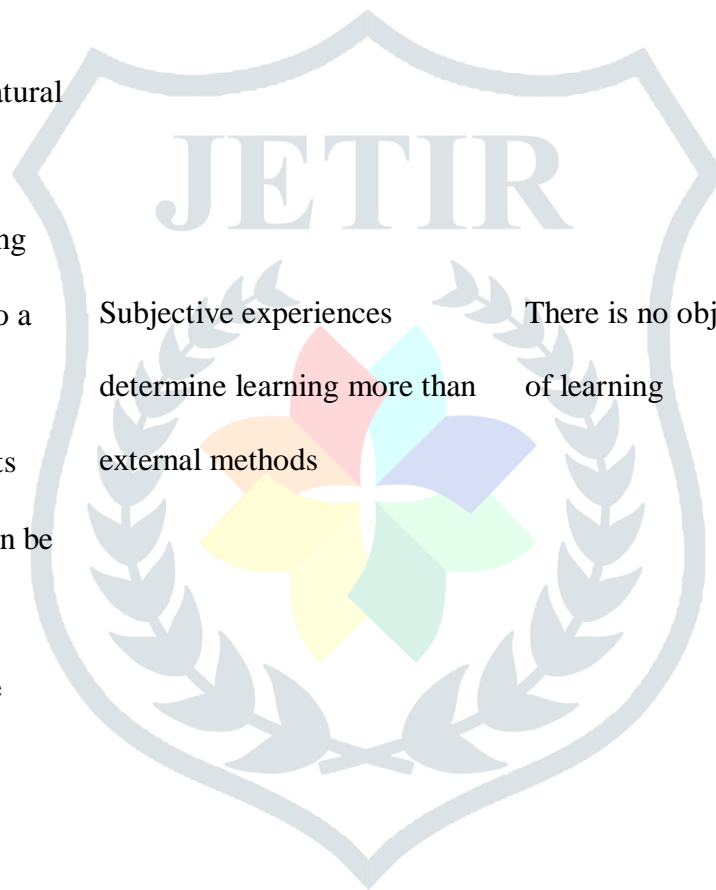 JETIR
atural
ng
o a
ts
n be
e
Subjective experiences
determine learning more than
external methods
There is no obj
of learning